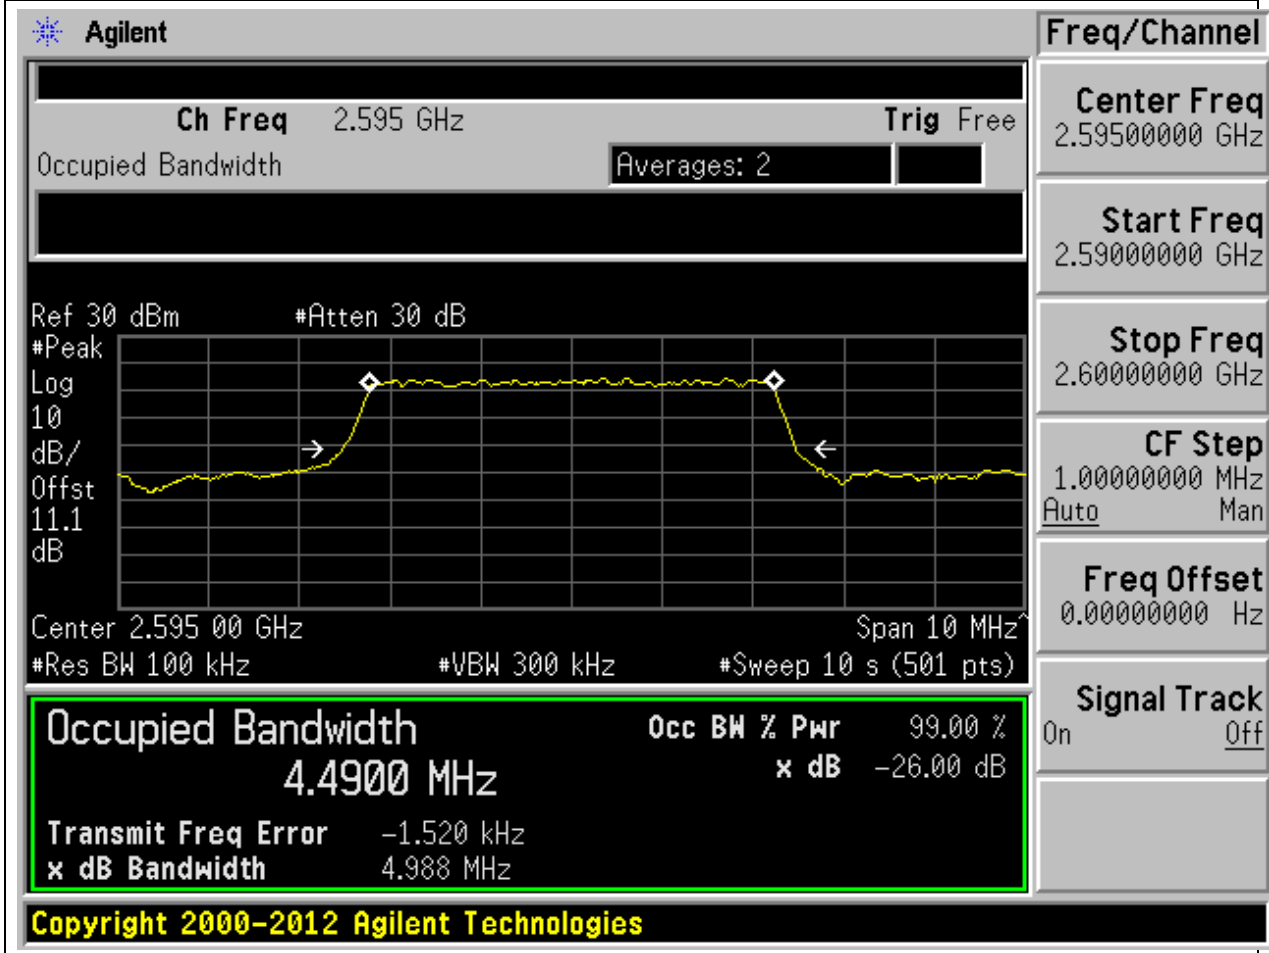 Agilent
Ch Freq 2.595 GHz Trig Free
Occupied Bandwidth Averages: 2
Ref 30 dBm #Atten 30 dB
#Peak
Log
10
dB/
Offst
11.1
dB
Center 2.595 00 GHz Span 10 MHz^
#Res BW 100 kHz #VBW 300 kHz #Sweep 10 s (501 pts)
Occupied Bandwidth Occ BW % Pwr 99.00 %
4.4900 MHz x dB -26.00 dB
Transmit Freq Error -1.520 kHz
x dB Bandwidth 4.988 MHz
Copyright 2000-2012 Agilent Technologies
Freq/Channel
Center Freq
2.59500000 GHz
Start Freq
2.59000000 GHz
Stop Freq
2.60000000 GHz
CF Step
1.00000000 MHz
Auto Man
Freq Offset
0.00000000 Hz
Signal Track
On Off